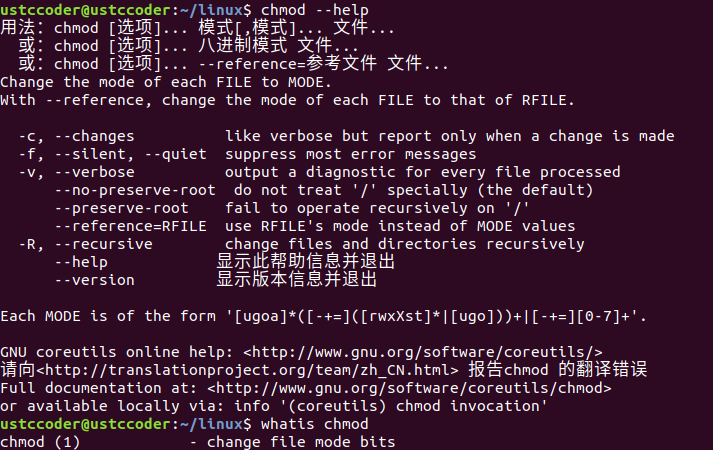 ustccoder@ustccoder:~/linux$ chmod --help
用法：chmod [选项]... 模式[,模式]... 文件...
　或：chmod [选项]... 八进制模式 文件...
　或：chmod [选项]... --reference=参考文件 文件...
Change the mode of each FILE to MODE.
With --reference, change the mode of each FILE to that of RFILE.

  -c, --changes          like verbose but report only when a change is made
  -f, --silent, --quiet  suppress most error messages
  -v, --verbose          output a diagnostic for every file processed
      --no-preserve-root  do not treat '/' specially (the default)
      --preserve-root    fail to operate recursively on '/'
      --reference=RFILE  use RFILE's mode instead of MODE values
  -R, --recursive        change files and directories recursively
      --help            显示此帮助信息并退出
      --version         显示版本信息并退出

Each MODE is of the form '[ugoa]*([-+=]([rwxXst]*|[ugo]))+|[-+=][0-7]+'.

GNU coreutils online help: <http://www.gnu.org/software/coreutils/>
请向<http://translationproject.org/team/zh_CN.html> 报告chmod 的翻译错误
Full documentation at: <http://www.gnu.org/software/coreutils/chmod>
or available locally via: info '(coreutils) chmod invocation'
ustccoder@ustccoder:~/linux$ whatis chmod
chmod (1)            - change file mode bits